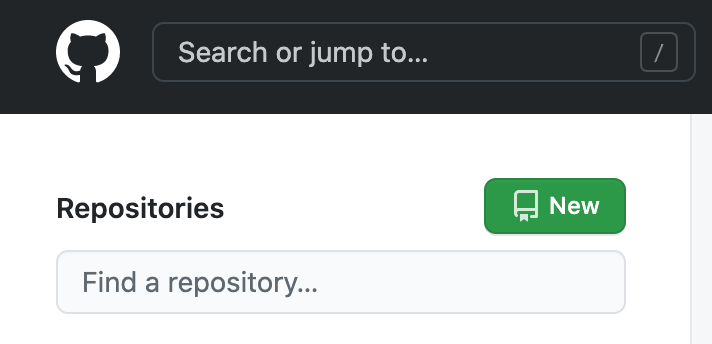 Search or jump to... /
Repositories New
Find a repository...